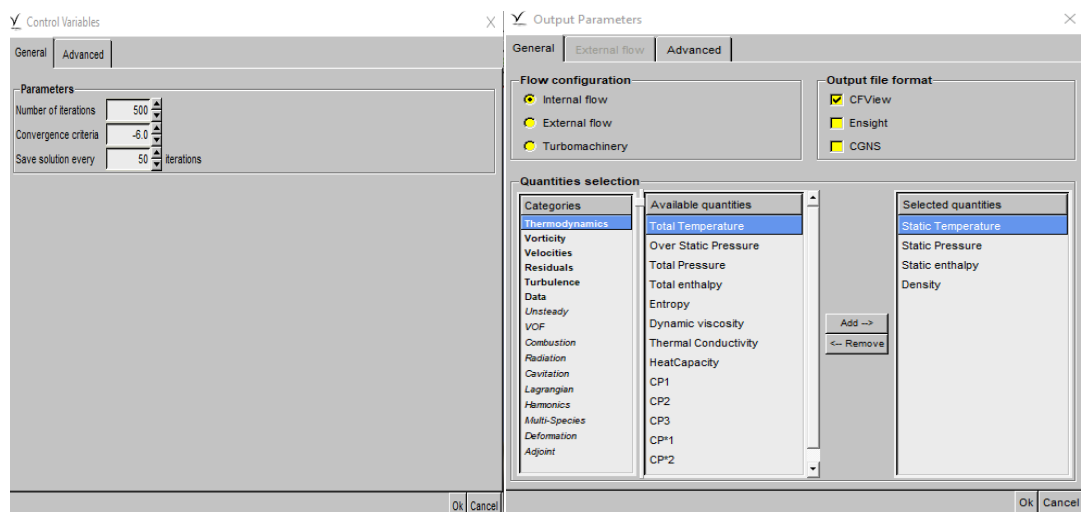 Control Variables
General Advanced
Parameters
Number of iterations 500
Convergence criteria -6.0
Save solution every 50 iterations
Ok Cancel
Output Parameters
General External flow Advanced
Flow configuration
Internal flow
External flow
Turbomachinery
Output file format
CFView
Ensight
CGNS
Quantities selection
Categories
Thermodynamics
Vorticity
Velocities
Residuals
Turbulence
Data
Unsteady
VOF
Combustion
Radiation
Cavitation
Lagrangian
Harmonics
Multi-Species
Deformation
Adjoint
Available quantities
Total Temperature
Over Static Pressure
Total Pressure
Total enthalpy
Entropy
Dynamic viscosity
Thermal Conductivity
HeatCapacity
CP1
CP2
CP3
CP*1
CP*2
Add -->
<-- Remove
Selected quantities
Static Temperature
Static Pressure
Static enthalpy
Density
Ok Cancel